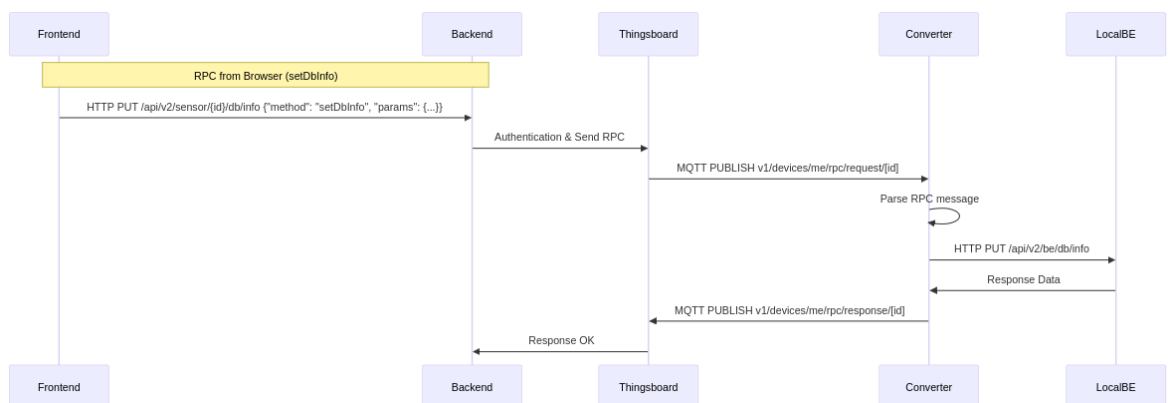 Frontend
Backend
Thingsboard
Converter
LocalBE
RPC from Browser (setDbInfo)
HTTP PUT /api/v2/sensor/{id}/db/info {"method": "setDbInfo", "params": {...}}
Authentication & Send RPC
MQTT PUBLISH v1/devices/me/rpc/request/[id]
Parse RPC message
HTTP PUT /api/v2/be/db/info
Response Data
MQTT PUBLISH v1/devices/me/rpc/response/[id]
Response OK
Frontend
Backend
Thingsboard
Converter
LocalBE